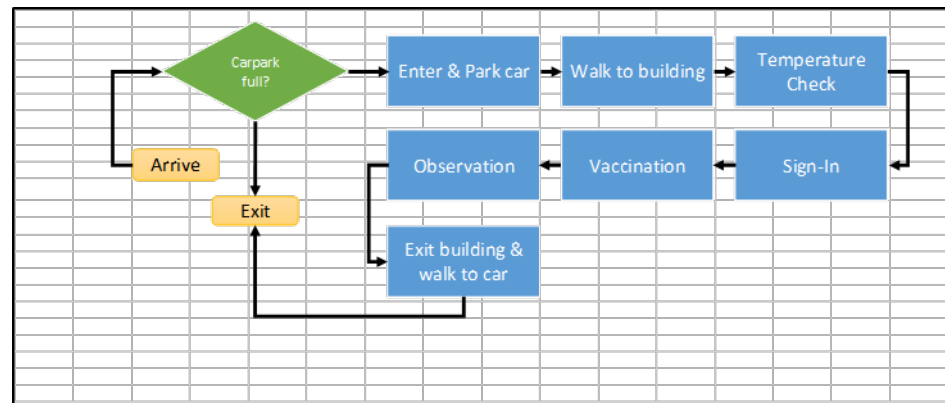 Carpark
full?
Enter & Park car
Walk to building
Temperature
Check
Arrive
Observation
Vaccination
Sign-In
Exit
Exit building &
walk to car